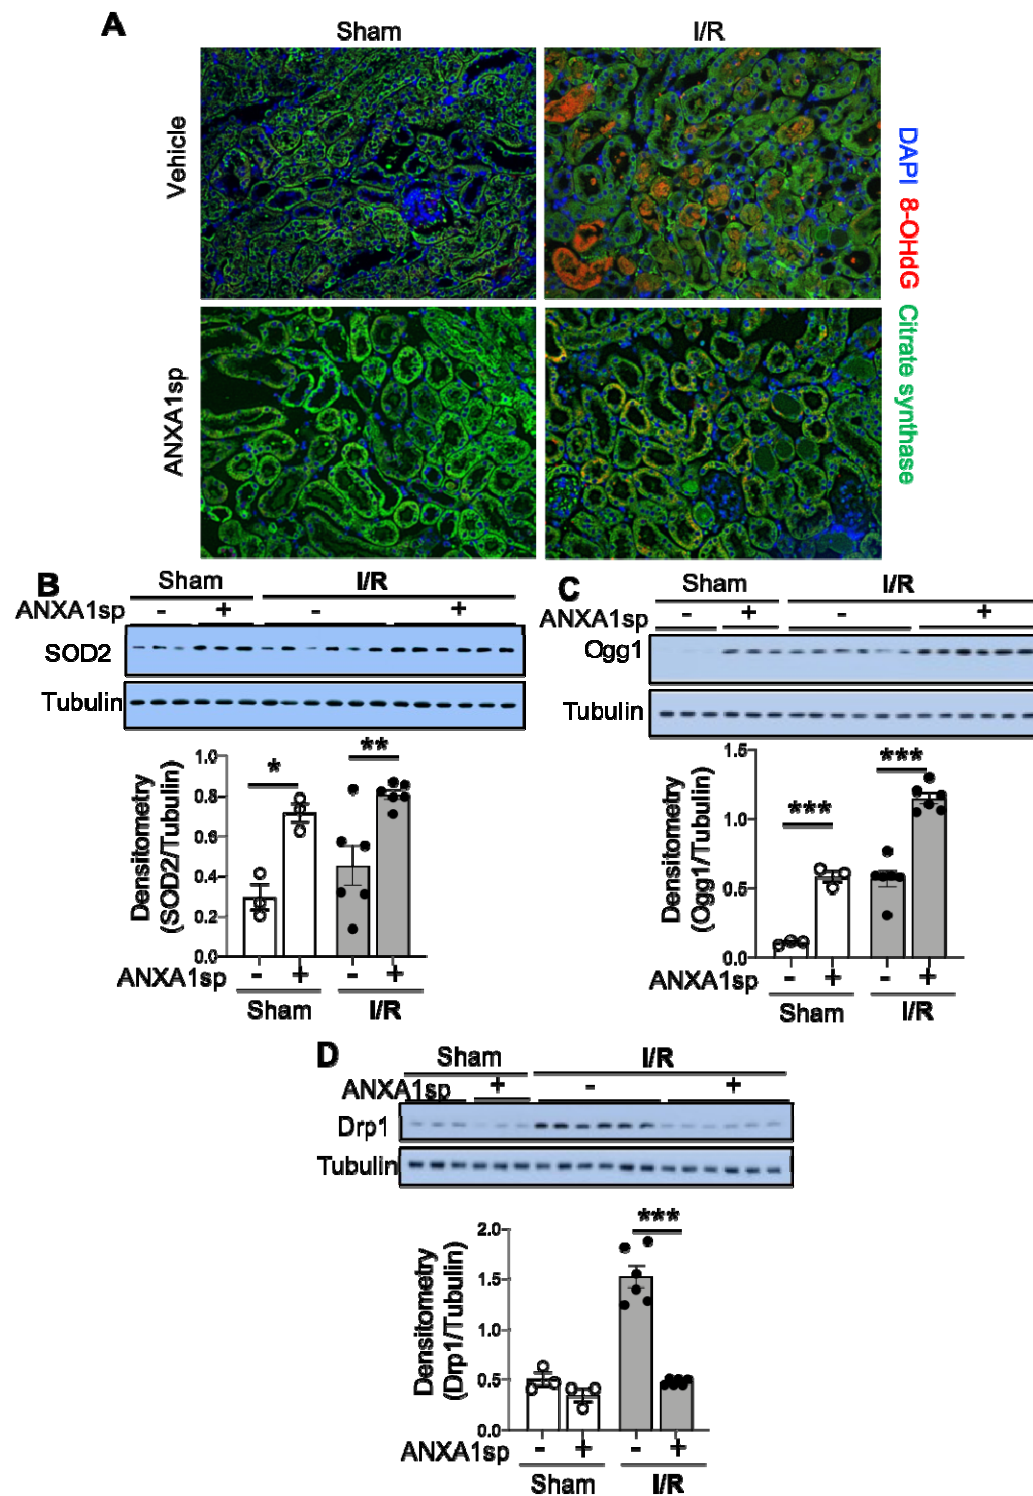 A
Sham I/R
Vehicle
ANXA1sp
DAPI 8-OHdG Citrate synthase
B
Sham I/R
ANXA1sp - + - +
SOD2
Tubulin
* **
Densitometry
(SOD2/Tubulin)
1.0
0.8
0.6
0.4
0.2
0.0
ANXA1sp - + - +
Sham I/R
C
Sham I/R
ANXA1sp - + - +
Ogg1
Tubulin
*** ***
Densitometry
(Ogg1/Tubulin)
1.5
1.0
0.5
0.0
ANXA1sp - + - +
Sham I/R
D
Sham I/R
ANXA1sp + - +
Drp1
Tubulin
***
Densitometry
(Drp1/Tubulin)
2.0
1.5
1.0
0.5
0.0
ANXA1sp - + - +
Sham I/R